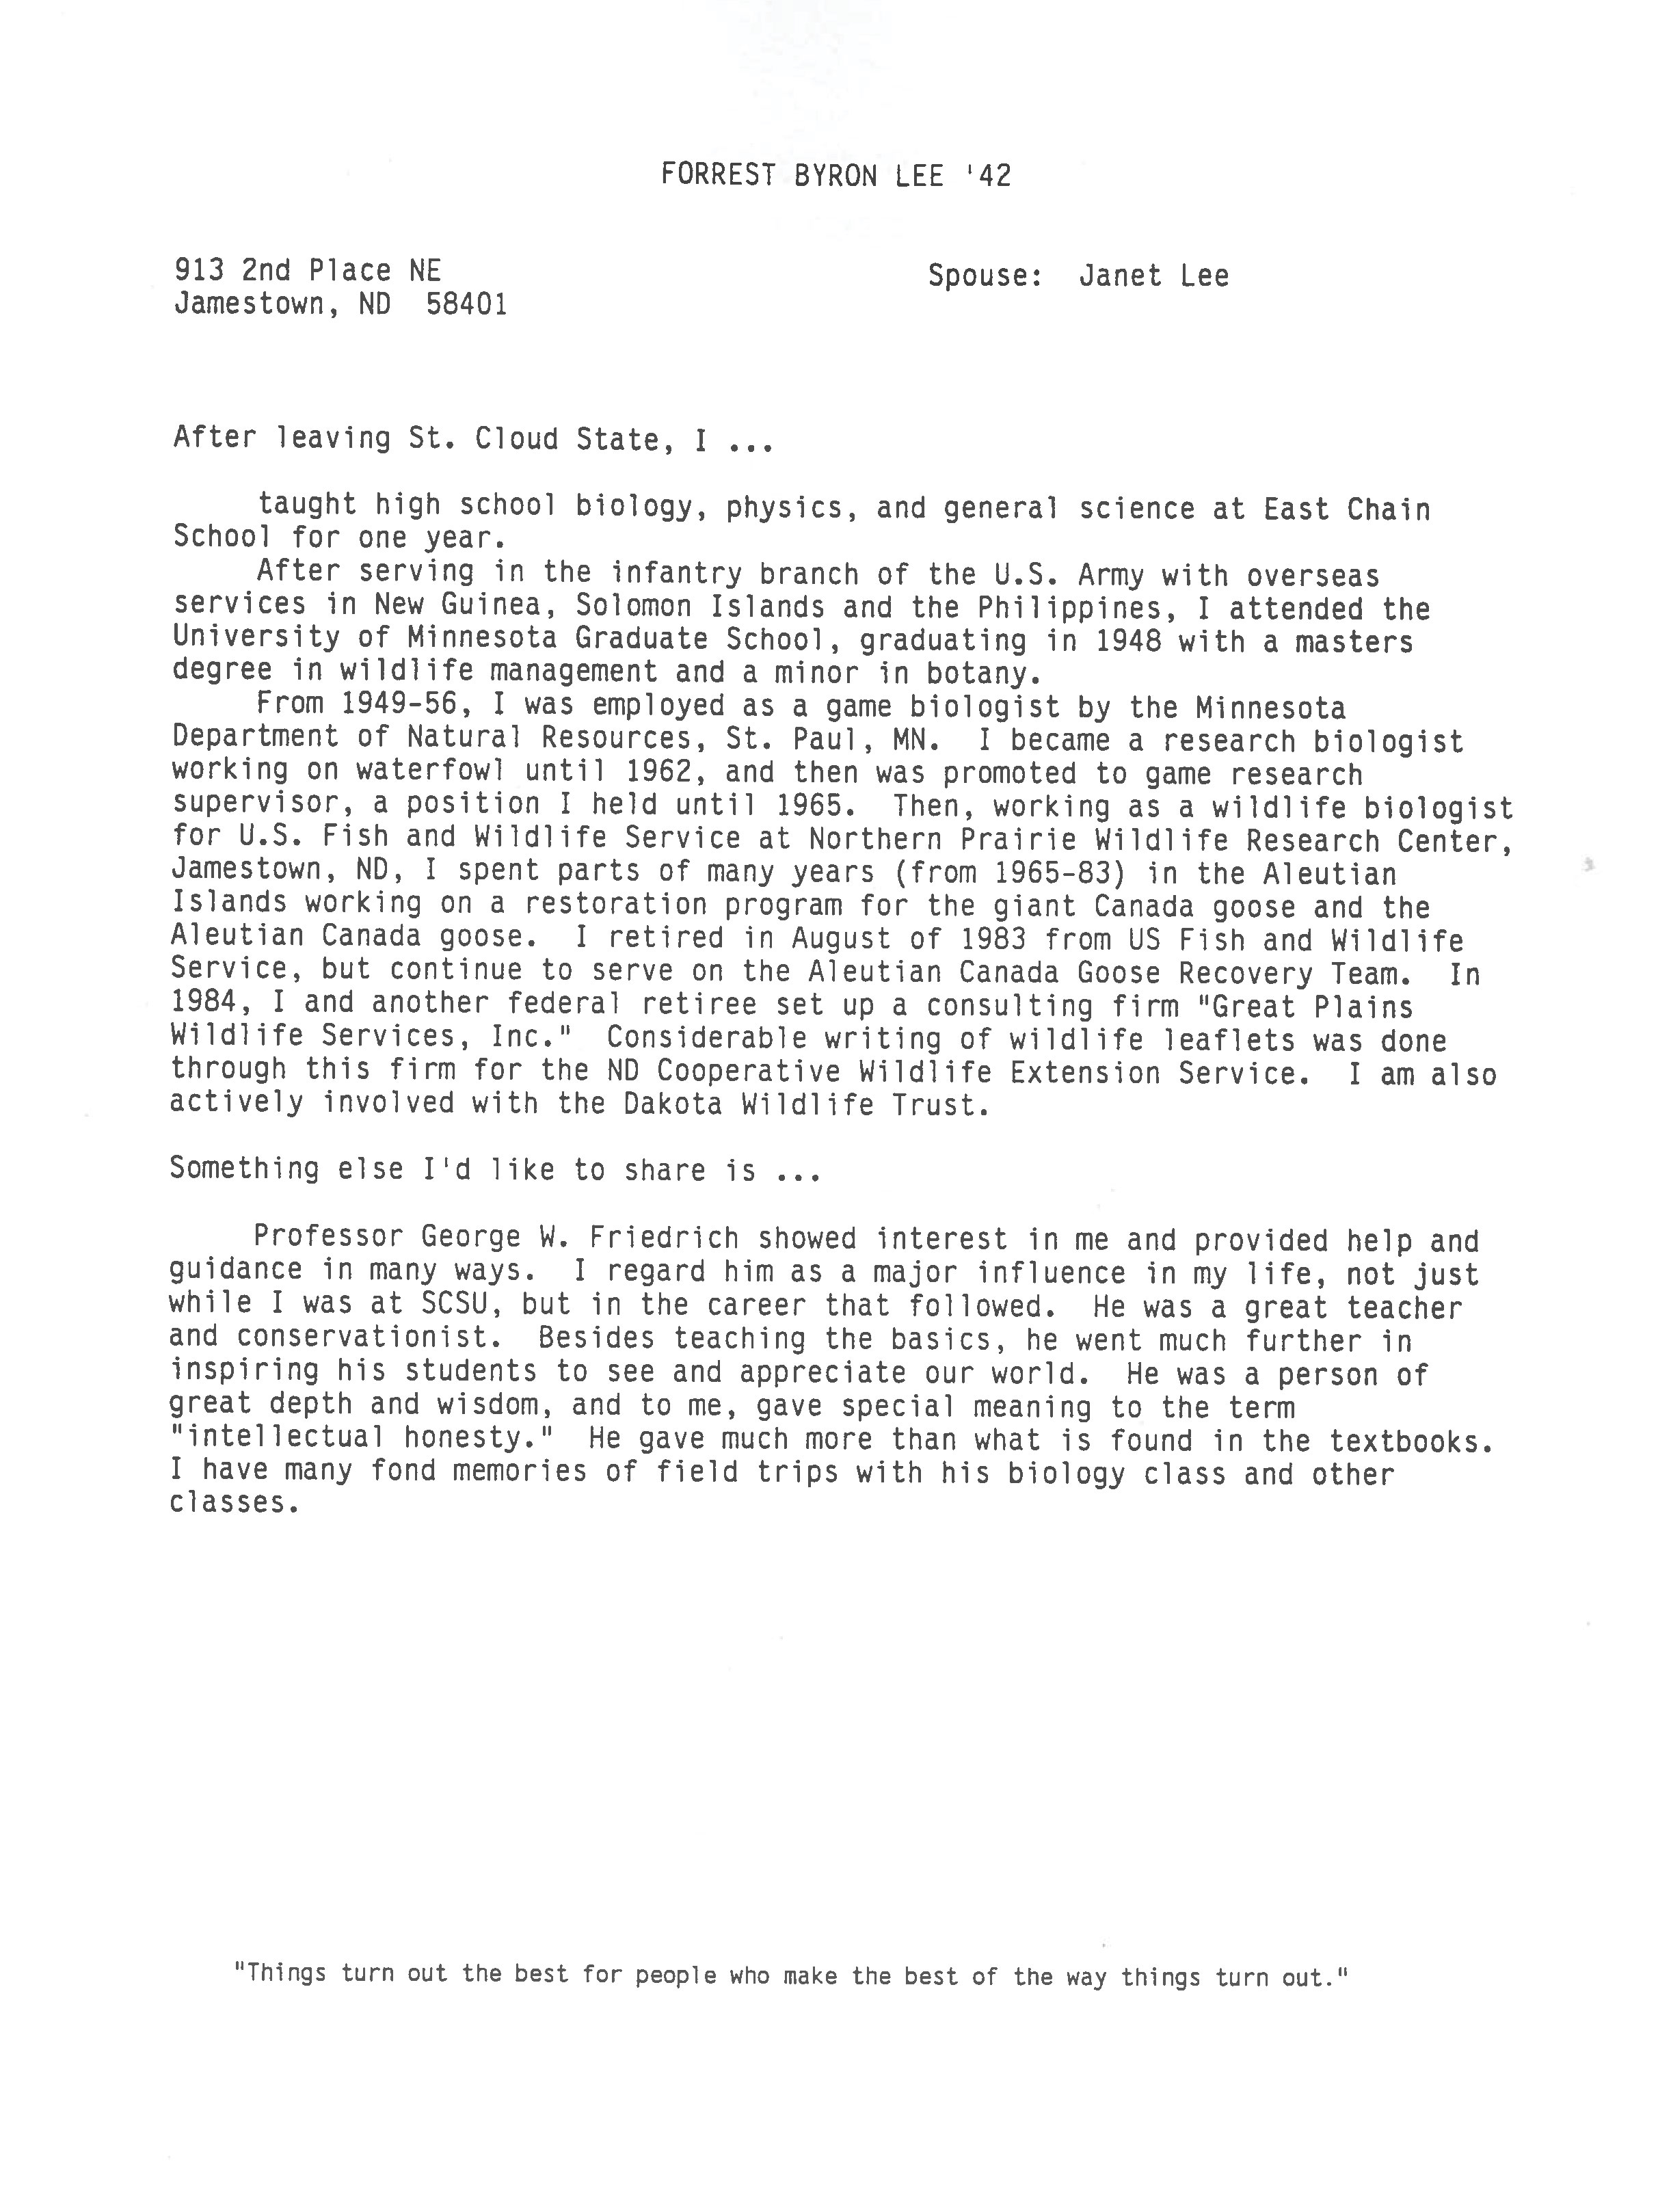 FORREST BYRON LEE '42
913 2nd Place NE
Spouse: Janet Lee
Jamestown, ND 58401
After leaving St. Cloud State, I ...
taught high school biology, physics, and general science at East Chain
School for one year.
After serving in the infantry branch of the U.S. Army with overseas
services in New Guinea, Solomon Islands and the Philippines, I attended the
University of Minnesota Graduate School, graduating in 1948 with a masters
degree in wildlife management and a minor in botany.
From 1949-56, I was employed as a game biologist by the Minnesota
Department of Natural Resources, St. Paul, MN. I became a research biologist
working on waterfowl until 1962, and then was promoted to game research
supervisor, a position I held until 1965. Then, working as a wildlife biologist
for U.S. Fish and Wildlife Service at Northern Prairie Wildlife Research Center,
Jamestown, ND, I spent parts of many years (from 1965-83) in the Aleutian
Islands working on a restoration program for the giant Canada goose and the
Aleutian Canada goose. I retired in August of 1983 from US Fish and Wildlife
Service, but continue to serve on the Aleutian Canada Goose Recovery Team. In
1984, I and another federal retiree set up a consulting firm "Great Plains
Wildlife Services, Inc." Considerable writing of wildlife leaflets was done
through this firm for the ND Cooperative Wildlife Extension Service. I am also
actively involved with the Dakota Wildlife Trust.
Something else I'd like to share is ...
Professor George W. Friedrich showed interest in me and provided help and
guidance in many ways. I regard him as a major influence in my life, not just
while I was at SCSU, but in the career that followed. He was a great teacher
and conservationist. Besides teaching the basics, he went much further in
inspiring his students to see and appreciate our world. He was a person of
great depth and wisdom, and to me, gave special meaning to the term
"intellectual honesty." He gave much more than what is found in the textbooks.
I have many fond memories of field trips with his biology class and other
classes.
"Things turn out the best for people who make the best of the way things turn out."